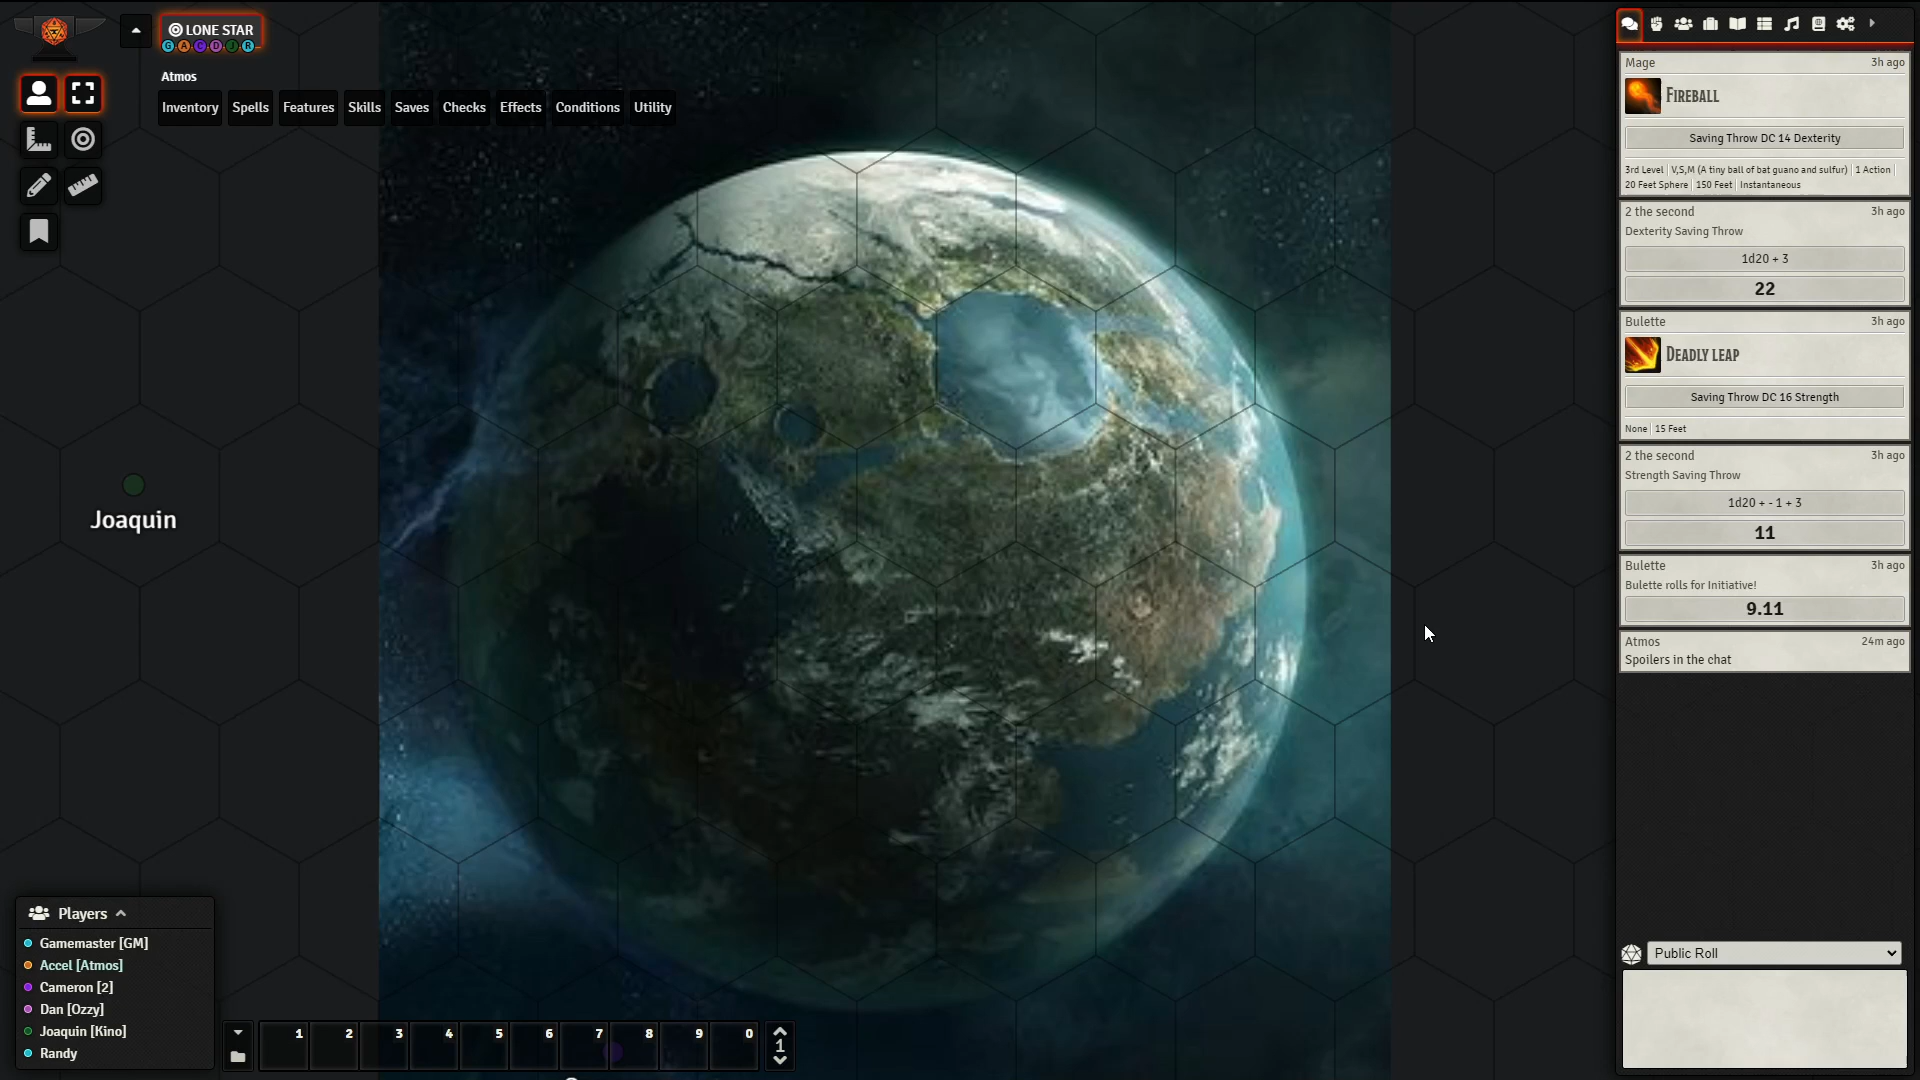 LONE STAR
G A C D J R
Atmos
Inventory Spells Features Skills Saves Checks Effects Conditions Utility
Joaquin
Players
Gamemaster [GM]
Accel [Atmos]
Cameron [2]
Dan [Ozzy]
Joaquin [Kino]
Randy
1 2 3 4 5 6 7 8 9 0
1
Mage 3h ago
Fireball
Saving Throw DC 14 Dexterity
3rd Level V,S,M (A tiny ball of bat guano and sulfur) 1 Action
20 Feet Sphere 150 Feet Instantaneous
2 the second 3h ago
Dexterity Saving Throw
1d20 + 3
22
Bulette 3h ago
Deadly leap
Saving Throw DC 16 Strength
None 15 Feet
2 the second 3h ago
Strength Saving Throw
1d20 + - 1 + 3
11
Bulette 3h ago
Bulette rolls for Initiative!
9.11
Atmos 24m ago
Spoilers in the chat
Public Roll